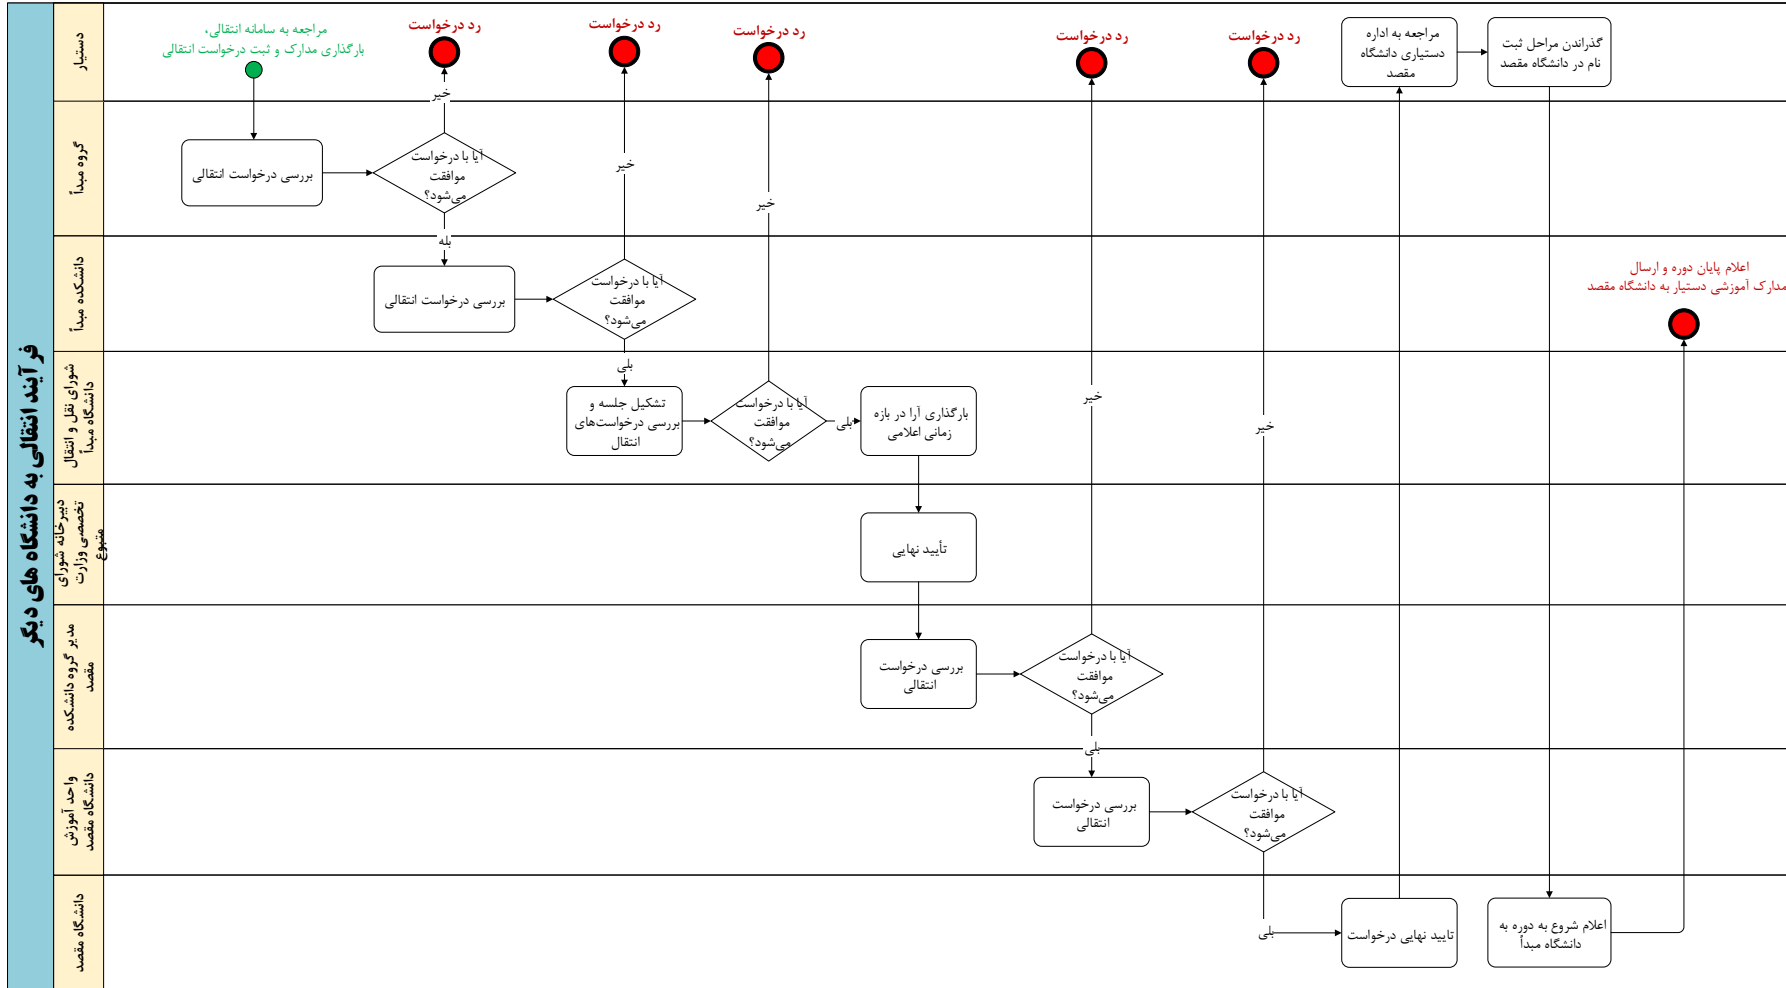 فرآیند انتقالی به دانشگاه های دیگر
دستیار
مراجعه به سامانه انتقالی،
بارگذاری مدارک و ثبت درخواست انتقالی
رد درخواست
رد درخواست
رد درخواست
رد درخواست
رد درخواست
مراجعه به اداره
دستیاری دانشگاه
مقصد
گذراندن مراحل ثبت
نام در دانشگاه مقصد
گروه مبدأ
بررسی درخواست انتقالی
آیا با درخواست
موافقت
می‌شود؟
خیر
بله
دانشکده مبدأ
بررسی درخواست انتقالی
آیا با درخواست
موافقت
می‌شود؟
خیر
بلی
اعلام پایان دوره و ارسال
مدارک آموزشی دستیار به دانشگاه مقصد
شورای نقل و انتقال
دانشگاه مبدأ
تشکیل جلسه و
بررسی درخواست‌های
انتقال
آیا با درخواست
موافقت
می‌شود؟
خیر
بلی
بارگذاری آرا در بازه
زمانی اعلامی
دبیرخانه شورای
تخصصی وزارت
متبوع
تأیید نهایی
مدیر گروه دانشکده
مقصد
بررسی درخواست
انتقالی
آیا با درخواست
موافقت
می‌شود؟
خیر
بلی
واحد آموزش
دانشگاه مقصد
بررسی درخواست
انتقالی
آیا با درخواست
موافقت
می‌شود؟
خیر
بلی
دانشگاه مقصد
تایید نهایی درخواست
اعلام شروع به دوره به
دانشگاه مبدأ